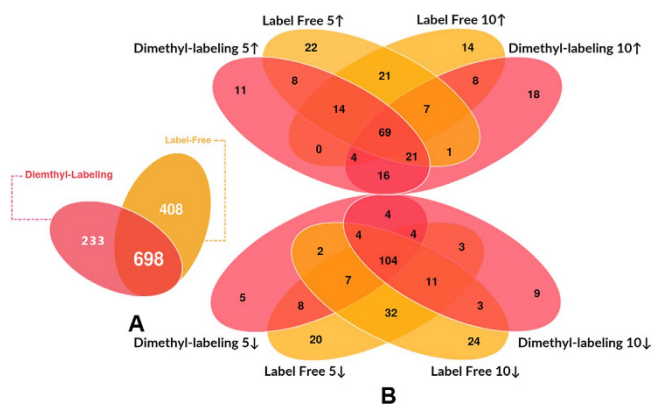 Label Free 5↑
Label Free 10↑
Dimethyl-labeling 5↑
Dimethyl-labeling 10↑
22
14
8
21
8
11
18
14
7
69
0
4
21
1
16
Label-Free
Diemthyl-Labeling
408
233
698
A
4
4
4
3
2
104
7
11
5
8
32
3
9
20
24
Dimethyl-labeling 5↓
Dimethyl-labeling 10↓
Label Free 5↓
Label Free 10↓
B